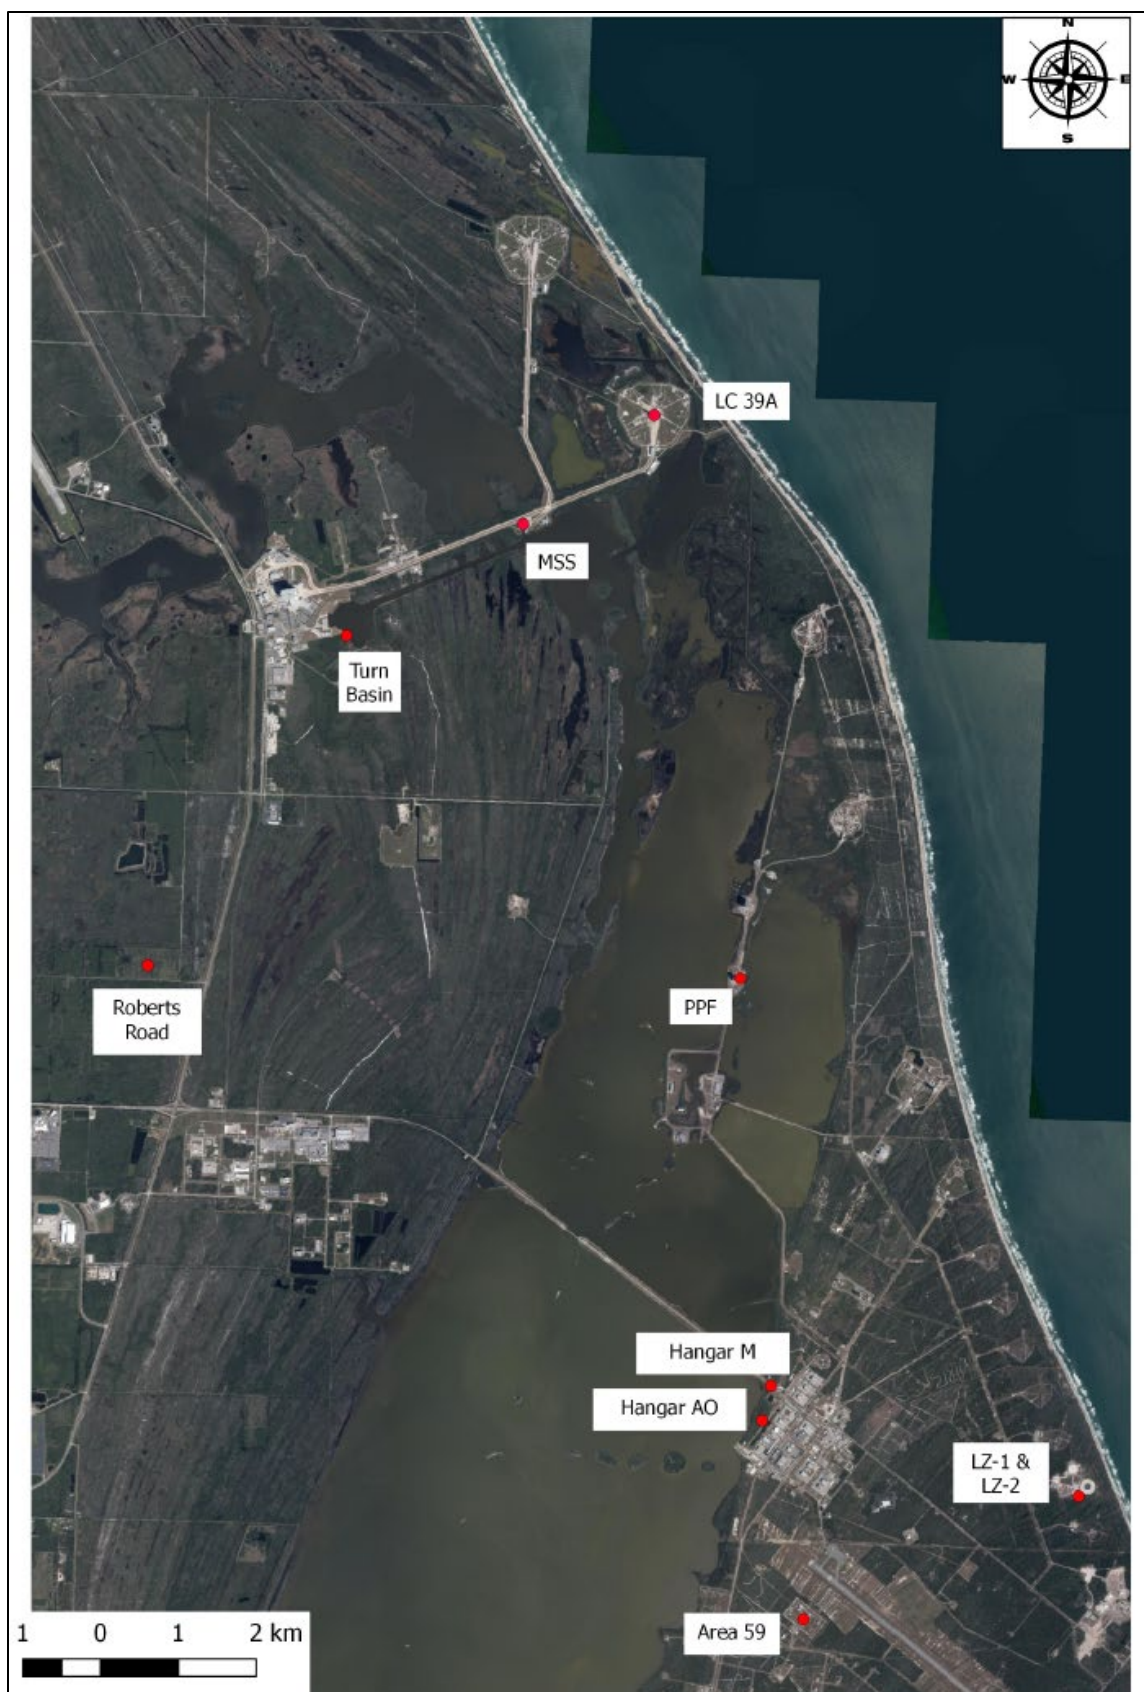 N
W E
S
LC 39A
MSS
Turn
Basin
Roberts
Road
PPF
Hangar M
Hangar AO
LZ-1 &
LZ-2
Area 59
1 0 1 2 km